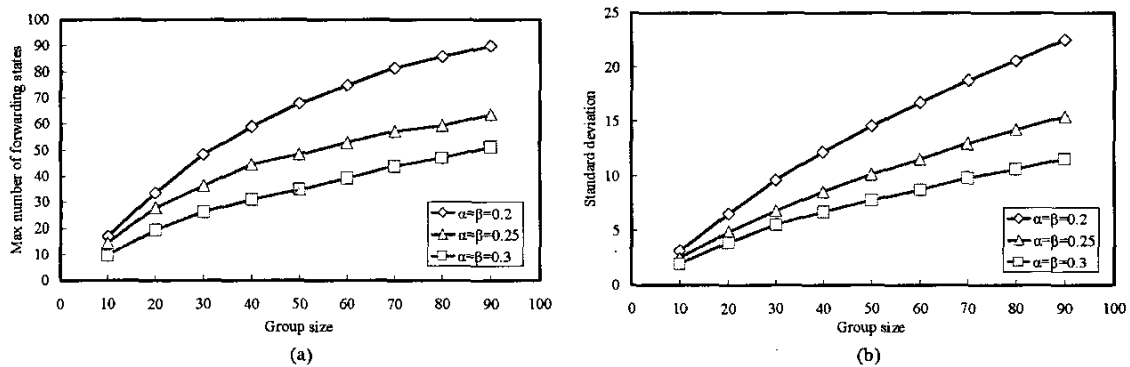 100
90
80
70
60
50
40
30
20
10
0
Max number of forwarding states
α=β=0.2
α=β=0.25
α=β=0.3
0 10 20 30 40 50 60 70 80 90 100
Group size
(a)
25
20
15
10
5
0
Standard deviation
α=β=0.2
α=β=0.25
α=β=0.3
0 10 20 30 40 50 60 70 80 90 100
Group size
(b)